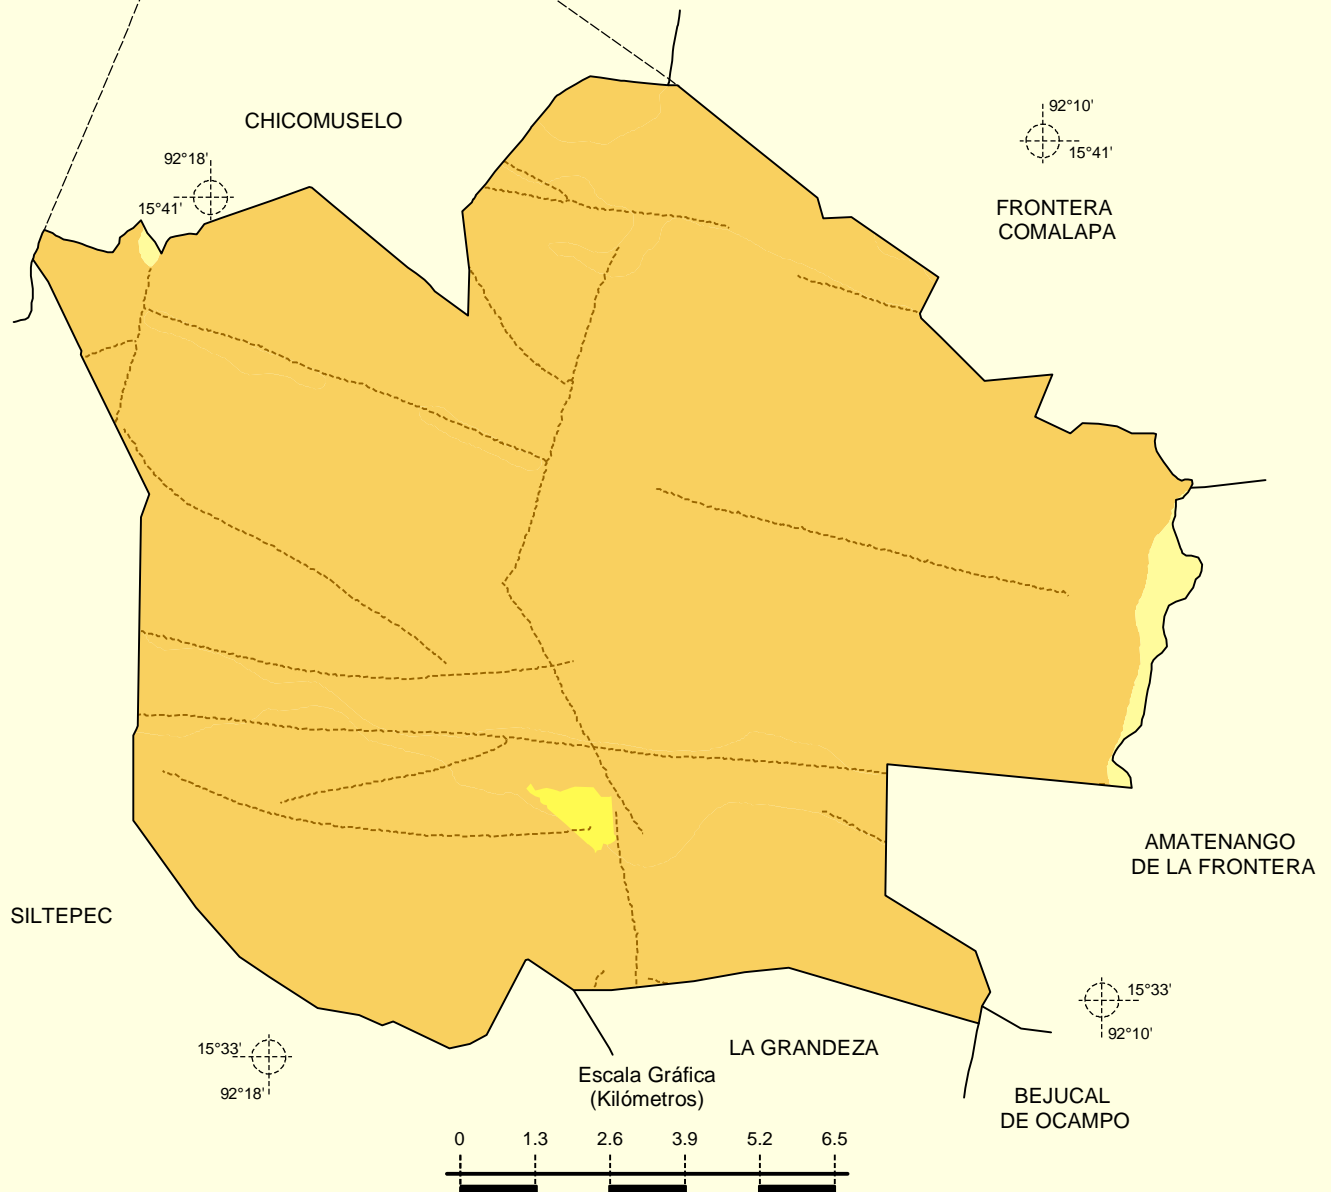 92°10'
CHICOMUSELO
15°41'
92°18'
FRONTERA
COMALAPA
15°41'
AMATENANGO
DE LA FRONTERA
SILTEPEC
15°33'
92°10'
15°33'
92°18'
LA GRANDEZA
Escala Gráfica
(Kilómetros)
BEJUCAL
DE OCAMPO
0 1.3 2.6 3.9 5.2 6.5